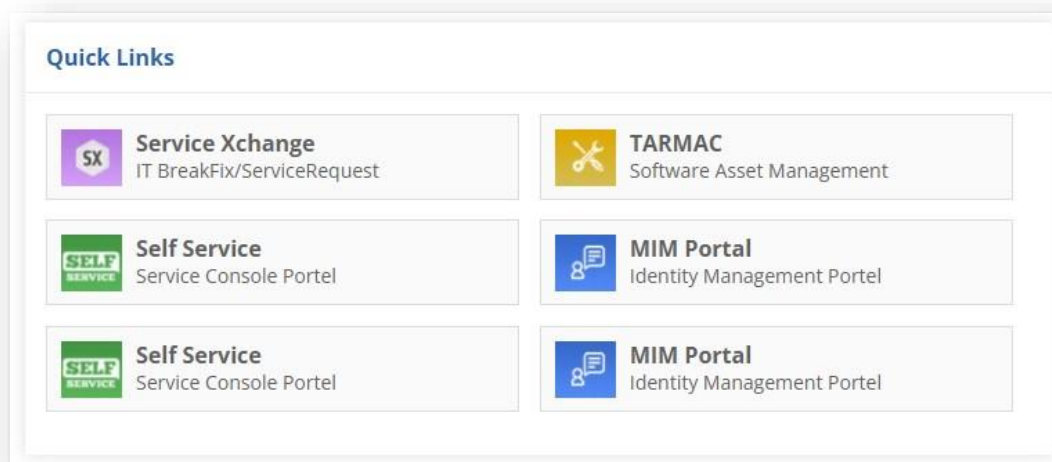 Quick Links
SX
Service Xchange
IT BreakFix/ServiceRequest
TARMAC
Software Asset Management
SELF
SERVICE
Self Service
Service Console Portel
MIM Portal
Identity Management Portel
SELF
SERVICE
Self Service
Service Console Portel
MIM Portal
Identity Management Portel